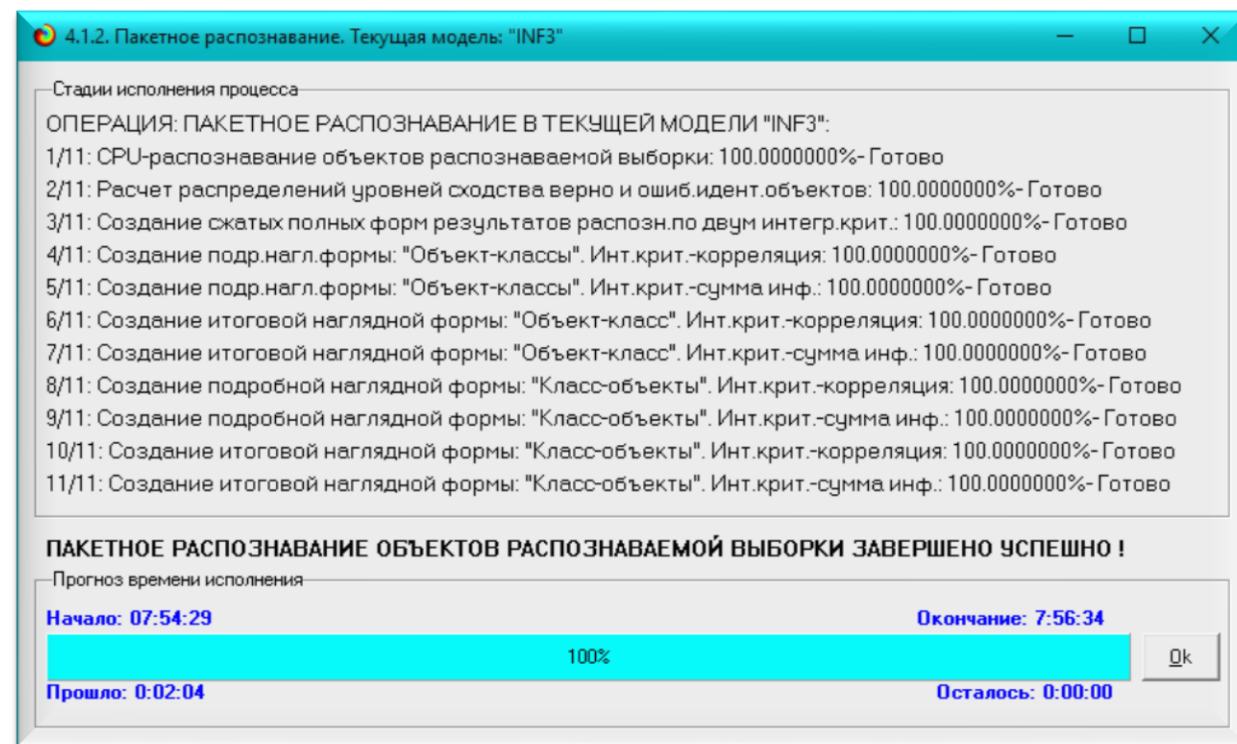 4.1.2. Пакетное распознавание. Текущая модель: "INF3"
Стадии исполнения процесса
ОПЕРАЦИЯ: ПАКЕТНОЕ РАСПОЗНАВАНИЕ В ТЕКУЩЕЙ МОДЕЛИ "INF3":
1/11: CPU-распознавание объектов распознаваемой выборки: 100.0000000%- Готово
2/11: Расчет распределений уровней сходства верно и ошиб.идент.объектов: 100.0000000%- Готово
3/11: Создание сжатых полных форм результатов распозн.по двум интегр.крит.: 100.0000000%- Готово
4/11: Создание подр.нагл.формы: "Объект-классы". Инт.крит.-корреляция: 100.0000000%- Готово
5/11: Создание подр.нагл.формы: "Объект-классы". Инт.крит.-сумма инф.: 100.0000000%- Готово
6/11: Создание итоговой наглядной формы: "Объект-класс". Инт.крит.-корреляция: 100.0000000%- Готово
7/11: Создание итоговой наглядной формы: "Объект-класс". Инт.крит.-сумма инф.: 100.0000000%- Готово
8/11: Создание подробной наглядной формы: "Класс-объекты". Инт.крит.-корреляция: 100.0000000%- Готово
9/11: Создание подробной наглядной формы: "Класс-объекты". Инт.крит.-сумма инф.: 100.0000000%- Готово
10/11: Создание итоговой наглядной формы: "Класс-объекты". Инт.крит.-корреляция: 100.0000000%- Готово
11/11: Создание итоговой наглядной формы: "Класс-объекты". Инт.крит.-сумма инф.: 100.0000000%- Готово
ПАКЕТНОЕ РАСПОЗНАВАНИЕ ОБЪЕКТОВ РАСПОЗНАВАЕМОЙ ВЫБОРКИ ЗАВЕРШЕНО УСПЕШНО !
Прогноз времени исполнения
Начало: 07:54:29 Окончание: 7:56:34
100% Ok
Прошло: 0:02:04 Осталось: 0:00:00